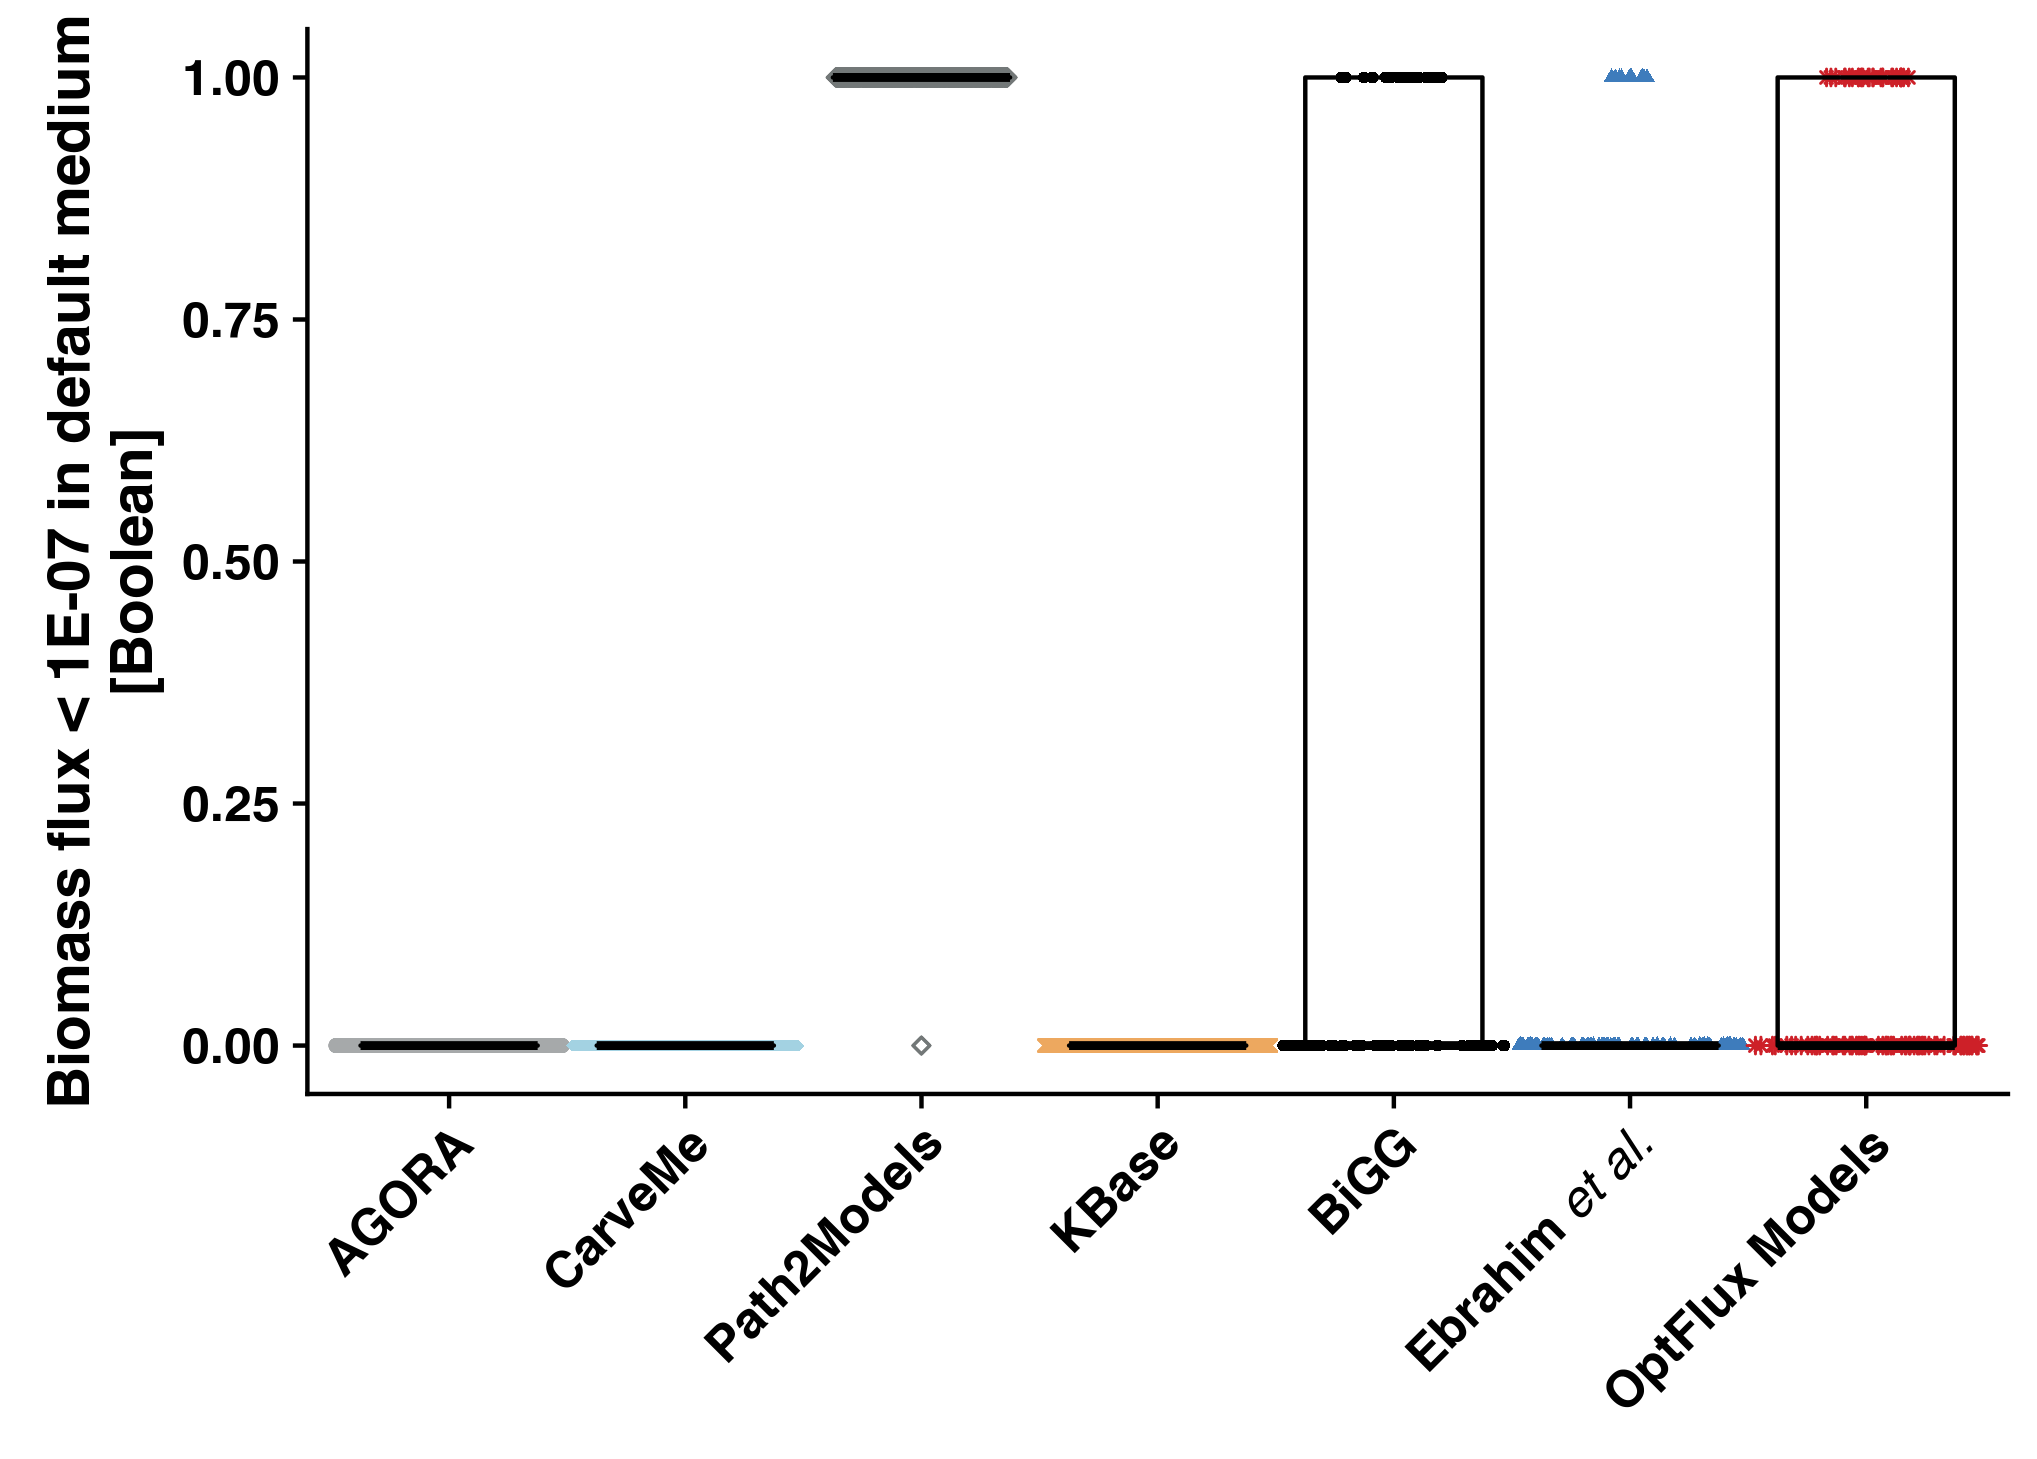 Biomass flux < 1E-07 in default medium
[Boolean]
1.00
0.75
0.50
0.25
0.00
AGORA
CarveMe
Path2Models
KBase
BiGG
Ebrahim et al.
OptFlux Models